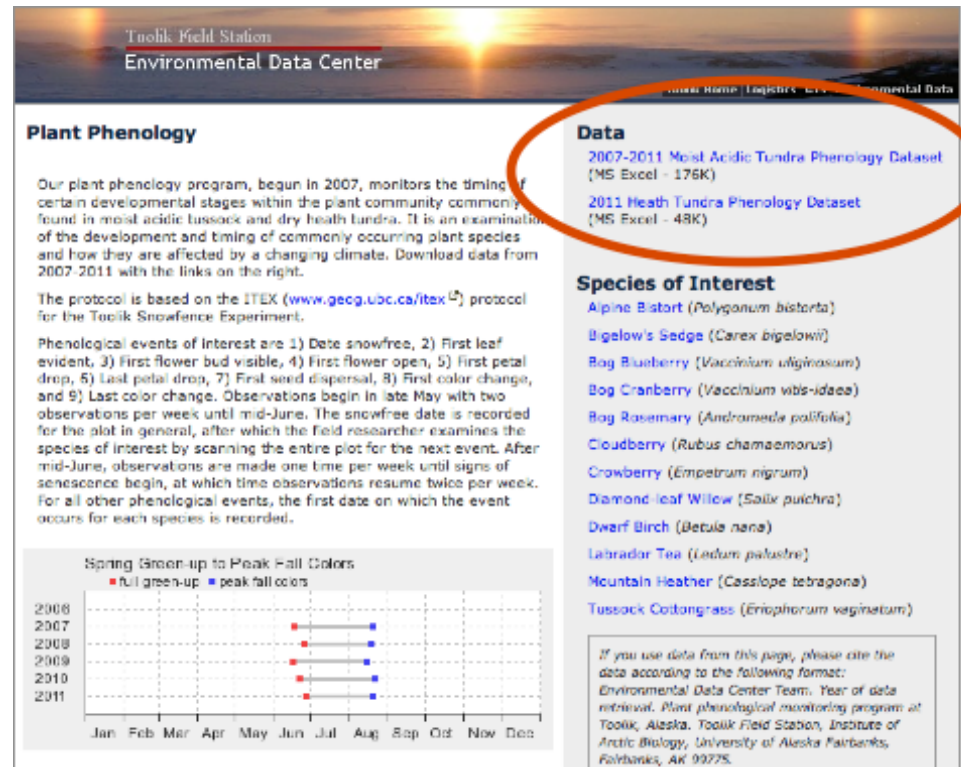 Toolik Field Station
Environmental Data Center
Toolik Home | Logistics
Environmental Data
Plant Phenology
Our plant phenology program, begun in 2007, monitors the timing of
certain developmental stages within the plant community commonly
found in moist acidic tussock and dry heath tundra. It is an examination
of the development and timing of commonly occurring plant species
and how they are affected by a changing climate. Download data from
2007-2011 with the links on the right.
The protocol is based on the ITEX (www.geog.ubc.ca/itex) protocol
for the Toolik Snowfence Experiment.
Phenological events of interest are 1) Date snowfree, 2) First leaf
evident, 3) First flower bud visible, 4) First flower open, 5) First petal
drop, 6) Last petal drop, 7) First seed dispersal, 8) First color change,
and 9) Last color change. Observations begin in late May with two
observations per week until mid-June. The snowfree date is recorded
for the plot in general, after which the field researcher examines the
species of interest by scanning the entire plot for the next event. After
mid-June, observations are made one time per week until signs of
senescence begin, at which time observations resume twice per week.
For all other phenological events, the first date on which the event
occurs for each species is recorded.
Spring Green-up to Peak Fall Colors
full green-up peak fall colors
2006
2007
2008
2009
2010
2011
Jan Feb Mar Apr May Jun Jul Aug Sep Oct Nov Dec
Data
2007-2011 Moist Acidic Tundra Phenology Dataset
(MS Excel - 176K)
2011 Heath Tundra Phenology Dataset
(MS Excel - 48K)
Species of Interest
Alpine Bistort (Polygonum bistorta)
Bigelow's Sedge (Carex bigelowii)
Bog Blueberry (Vaccinium uliginosum)
Bog Cranberry (Vaccinium vitis-idaea)
Bog Rosemary (Andromeda polifolia)
Cloudberry (Rubus chamaemorus)
Crowberry (Empetrum nigrum)
Diamond-leaf Willow (Salix pulchra)
Dwarf Birch (Betula nana)
Labrador Tea (Ledum palustre)
Mountain Heather (Cassiope tetragona)
Tussock Cottongrass (Eriophorum vaginatum)
If you use data from this page, please cite the
data according to the following format:
Environmental Data Center Team. Year of data
retrieval. Plant phenological monitoring program at
Toolik, Alaska. Toolik Field Station, Institute of
Arctic Biology, University of Alaska Fairbanks,
Fairbanks, AK 99775.